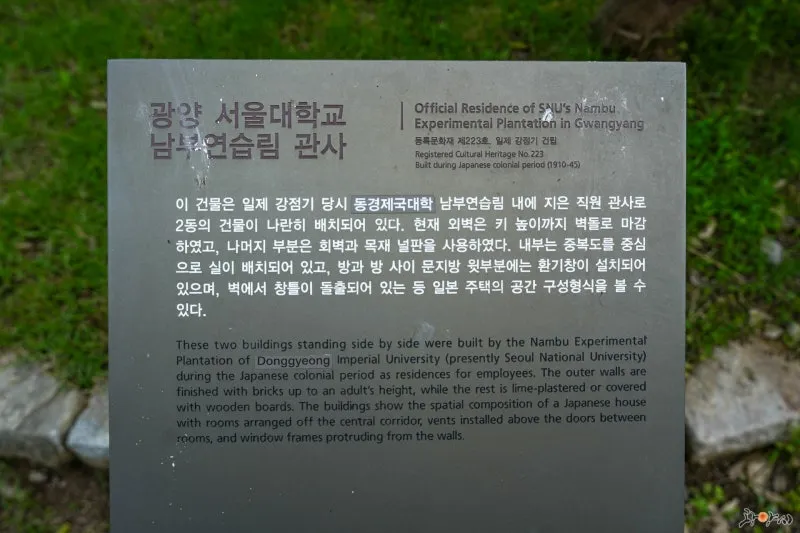 광양 서울대학교
남부연습림 관사
Official Residence of SNU's Nambu
Experimental Plantation in Gwangyang
등록문화재 제223호, 일제 강점기 건립
Registered Cultural Heritage No.223
Built during Japanese colonial period (1910-45)
이 건물은 일제 강점기 당시 동경제국대학 남부연습림 내에 지은 직원 관사로
2동의 건물이 나란히 배치되어 있다. 현재 외벽은 키 높이까지 벽돌로 마감
하였고, 나머지 부분은 회벽과 목재 널판을 사용하였다. 내부는 중복도를 중심
으로 실이 배치되어 있고, 방과 방 사이 문지방 윗부분에는 환기창이 설치되어
있으며, 벽에서 창틀이 돌출되어 있는 등 일본 주택의 공간 구성형식을 볼 수
있다.
These two buildings standing side by side were built by the Nambu Experimental
Plantation of Donggyeong Imperial University (presently Seoul National University)
during the Japanese colonial period as residences for employees. The outer walls are
finished with bricks up to an adult's height, while the rest is lime-plastered or covered
with wooden boards. The buildings show the spatial composition of a Japanese house
with rooms arranged off the central corridor, vents installed above the doors between
rooms, and window frames protruding from the walls.